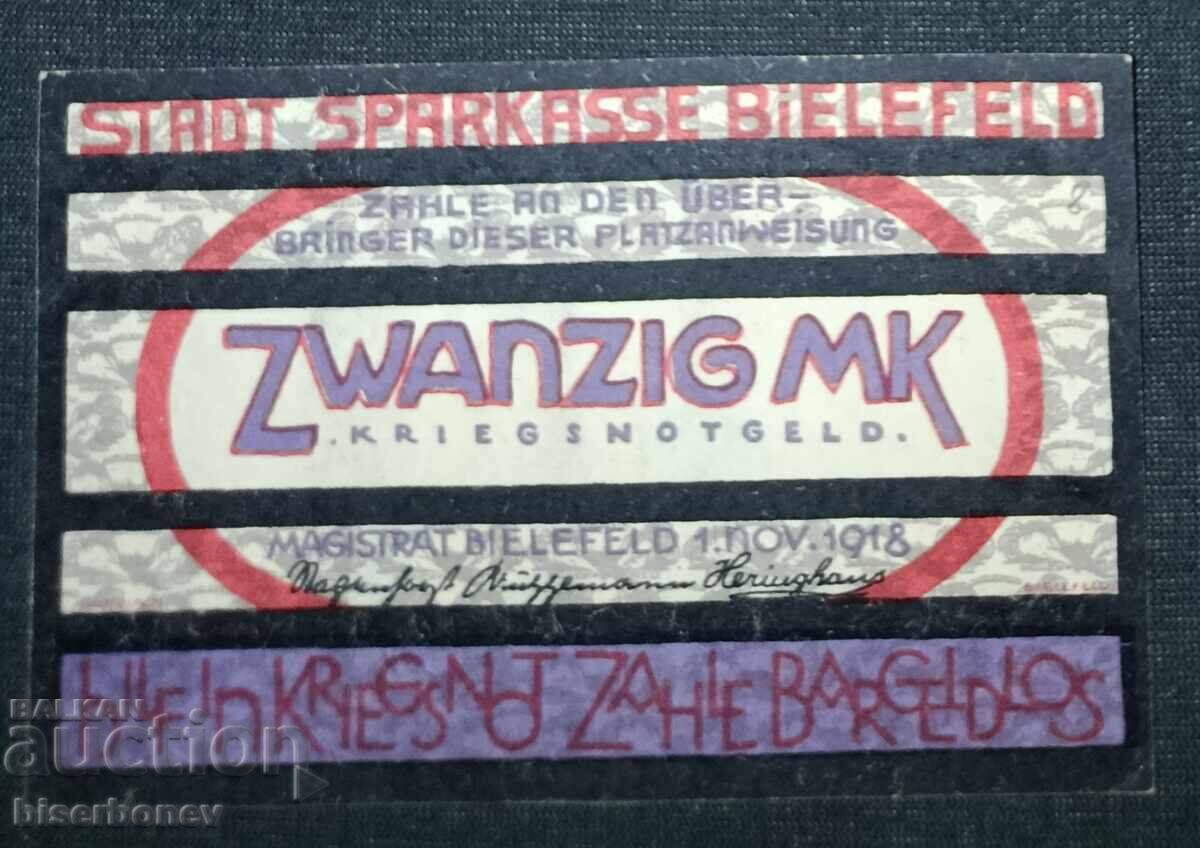 STADT SPARKASSE BIELEFELD
ZAHLE AN DEN ÜBER-
BRINGER DIESER PLATZANWEISUNG
ZWANZIG MK
.KRIEGSNOTGELD.
MAGISTRAT BIELEFELD 1. NOV. 1918
Heringhaus
IN KRIEGSNOT ZAHLE BARGELDLOS
BALKAN
auction
biserbonev